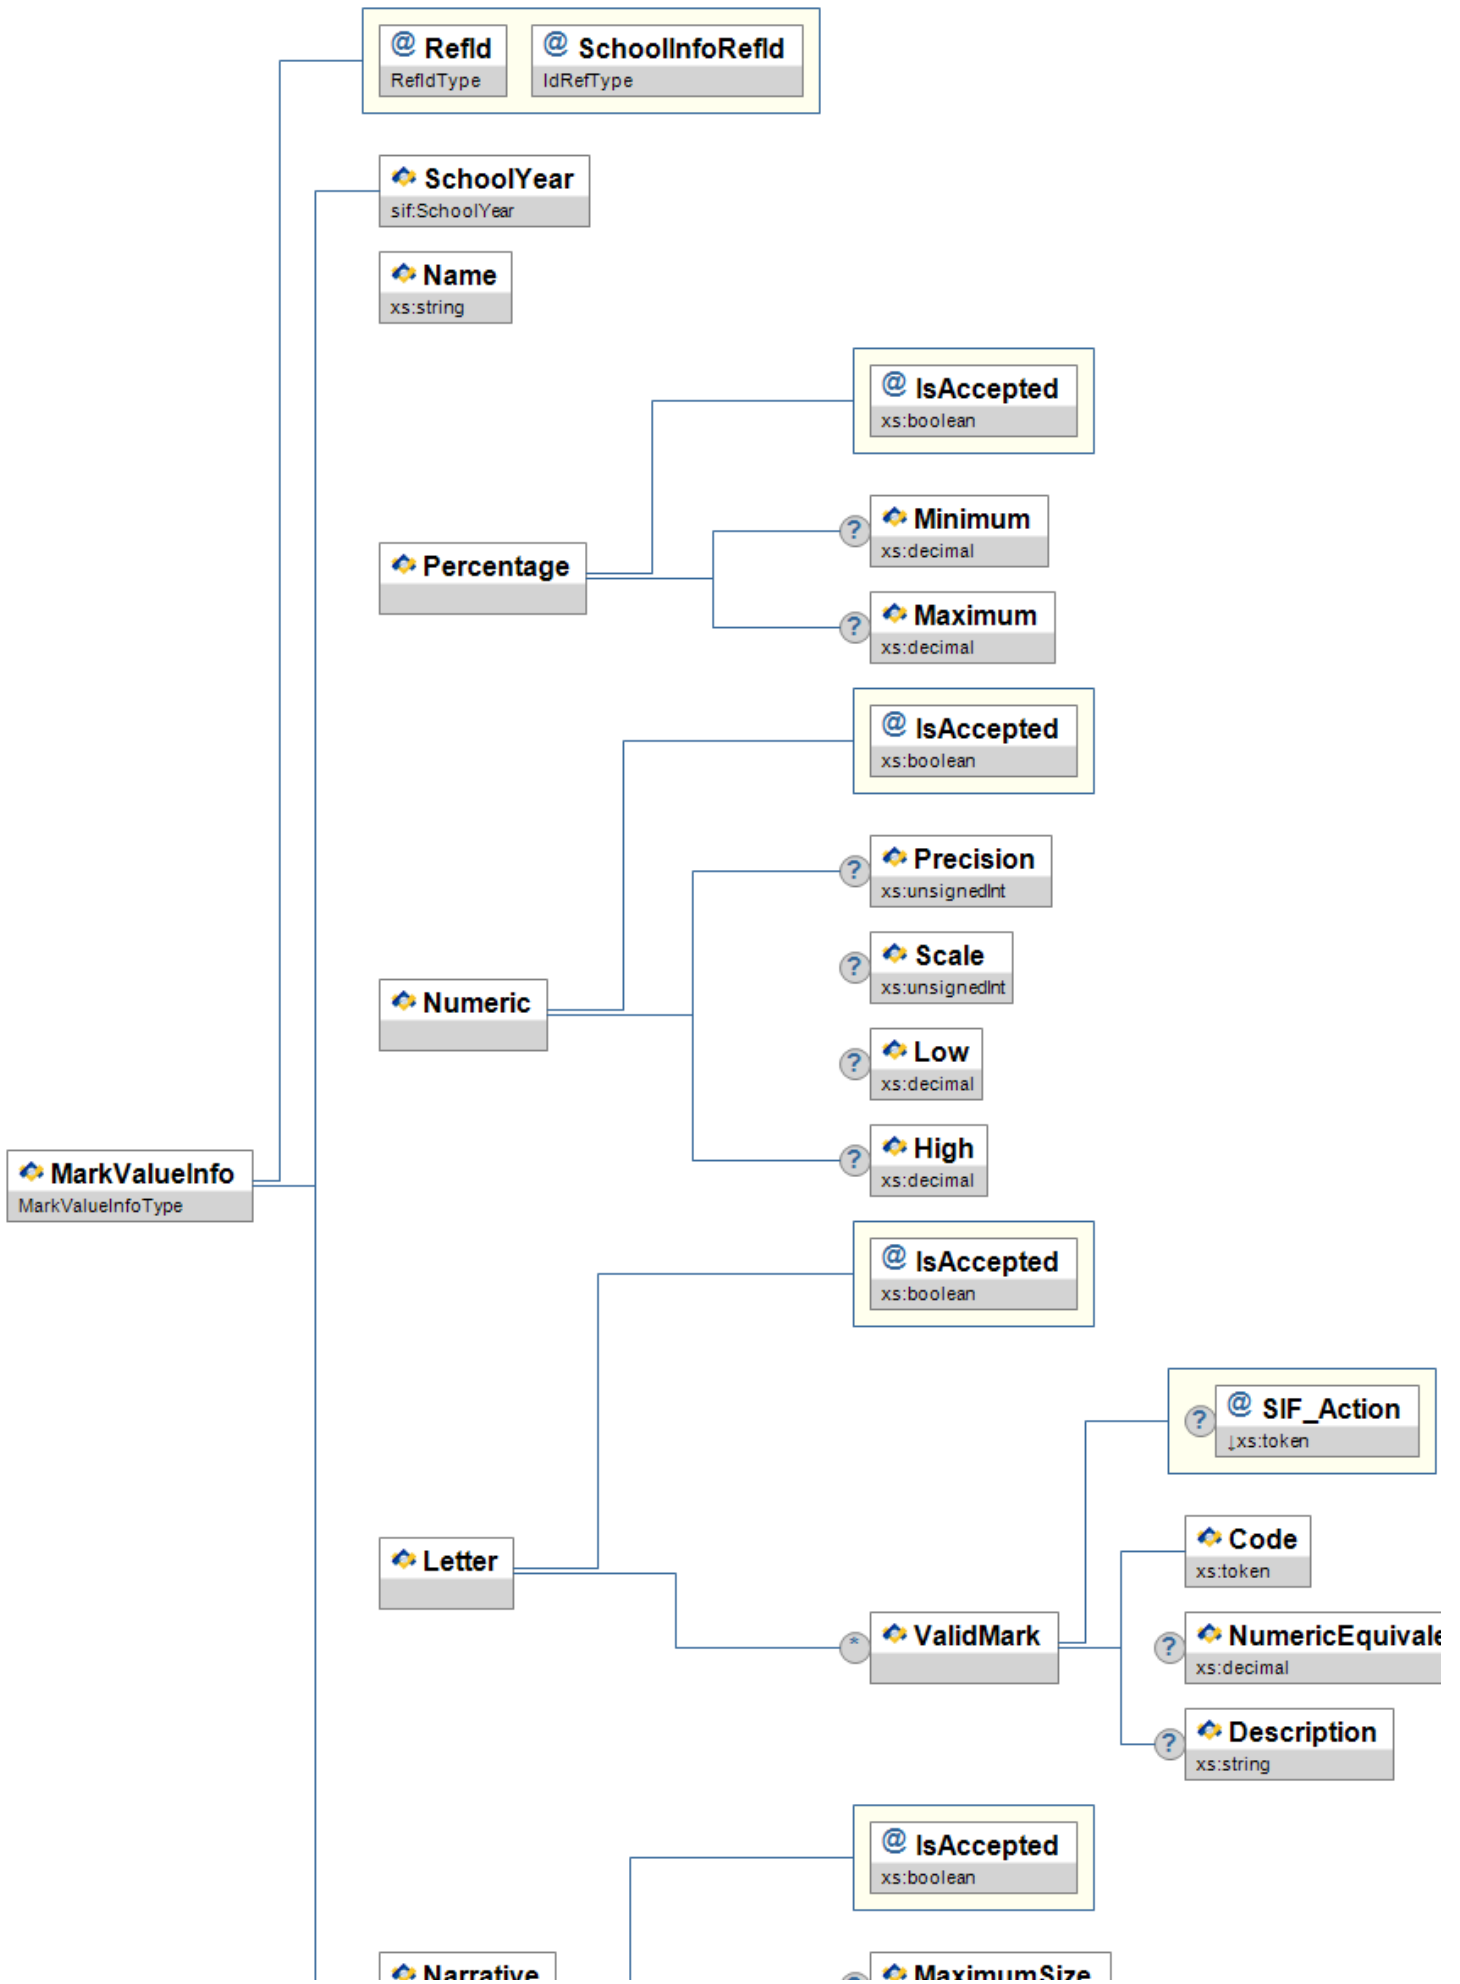 @ RefId
RefIdType
@ SchoolInfoRefId
IdRefType
SchoolYear
sif:SchoolYear
Name
xs:string
@ IsAccepted
xs:boolean
? Minimum
xs:decimal
Percentage
? Maximum
xs:decimal
@ IsAccepted
xs:boolean
? Precision
xs:unsignedInt
? Scale
xs:unsignedInt
Numeric
? Low
xs:decimal
? High
xs:decimal
MarkValueInfo
MarkValueInfoType
@ IsAccepted
xs:boolean
? @ SIF_Action
↓xs:token
Code
xs:token
Letter
* ValidMark
? NumericEquivale
xs:decimal
? Description
xs:string
@ IsAccepted
xs:boolean
Narrative
? MaximumSize